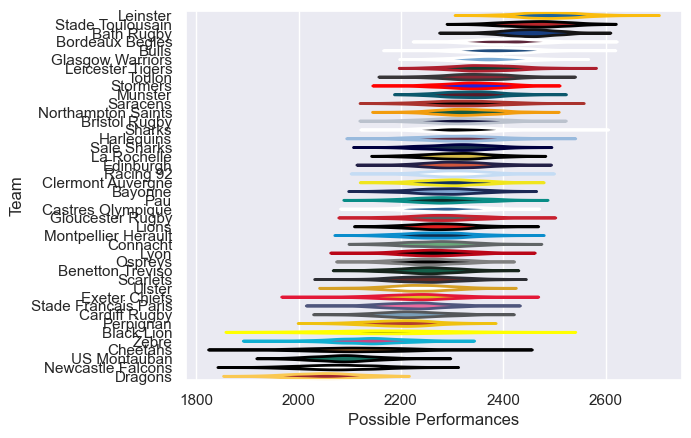 Leinster
Stade Toulousain
Bath Rugby
Bordeaux Begles
Bulls
Glasgow Warriors
Leicester Tigers
Toulon
Stormers
Munster
Saracens
Northampton Saints
Bristol Rugby
Sharks
Harlequins
Sale Sharks
La Rochelle
Edinburgh
Racing 92
Clermont Auvergne
Bayonne
Pau
Castres Olympique
Gloucester Rugby
Lions
Montpellier Herault
Connacht
Lyon
Ospreys
Benetton Treviso
Scarlets
Ulster
Exeter Chiefs
Stade Francais Paris
Cardiff Rugby
Perpignan
Black Lion
Zebre
Cheetahs
US Montauban
Newcastle Falcons
Dragons
Team
1800 2000 2200 2400 2600
Possible Performances